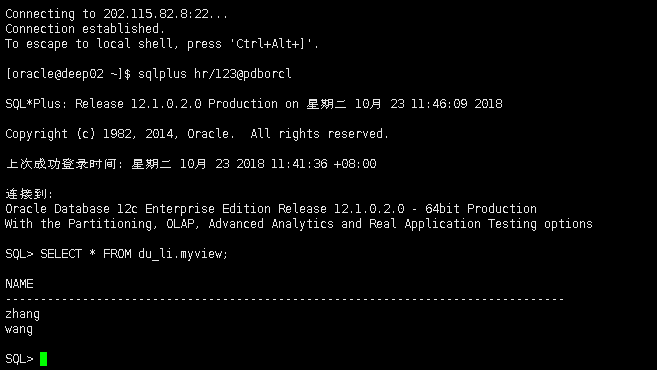 Connecting to 202.115.82.8:22...
Connection established.
To escape to local shell, press 'Ctrl+Alt+]'.
[oracle@deep02 ~]$ sqlplus hr/123@pdborcl
SQL*Plus: Release 12.1.0.2.0 Production on 星期二 10月 23 11:46:09 2018
Copyright (c) 1982, 2014, Oracle.  All rights reserved.
上次成功登录时间: 星期二 10月 23 2018 11:41:36 +08:00
连接到:
Oracle Database 12c Enterprise Edition Release 12.1.0.2.0 - 64bit Production
With the Partitioning, OLAP, Advanced Analytics and Real Application Testing options
SQL> SELECT * FROM du_li.myview;
NAME
--------------------------------------------------------------------------------
zhang
wang
SQL>